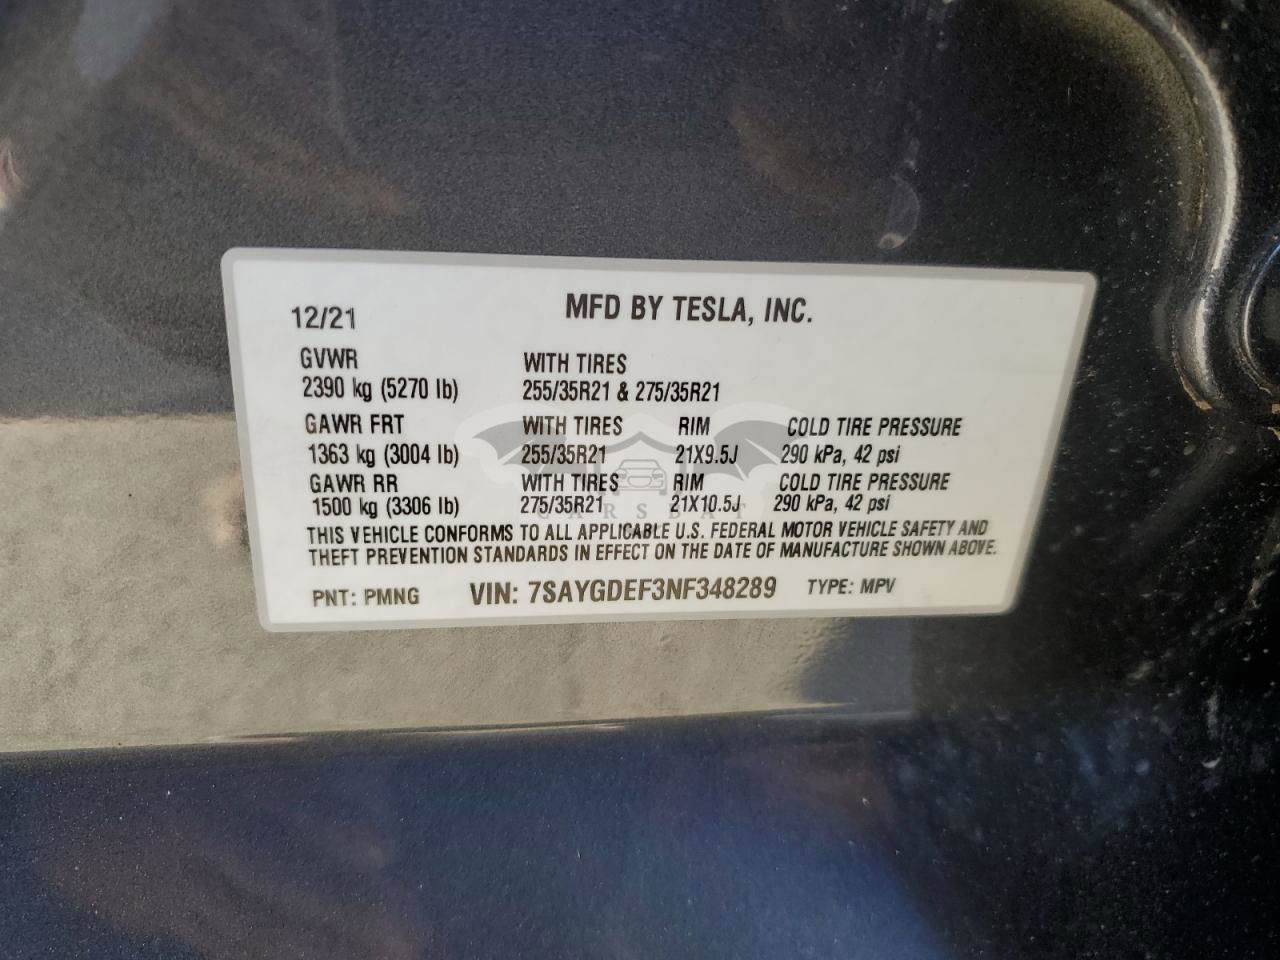 12/21 MFD BY TESLA, INC.
GVWR WITH TIRES
2390 kg (5270 lb) 255/35R21 & 275/35R21
GAWR FRT WITH TIRES RIM COLD TIRE PRESSURE
1363 kg (3004 lb) 255/35R21 21X9.5J 290 kPa, 42 psi
GAWR RR WITH TIRES RIM COLD TIRE PRESSURE
1500 kg (3306 lb) 275/35R21 21X10.5J 290 kPa, 42 psi
CARSBAT
THIS VEHICLE CONFORMS TO ALL APPLICABLE U.S. FEDERAL MOTOR VEHICLE SAFETY AND
THEFT PREVENTION STANDARDS IN EFFECT ON THE DATE OF MANUFACTURE SHOWN ABOVE.
PNT: PMNG VIN: 7SAYGDEF3NF348289 TYPE: MPV